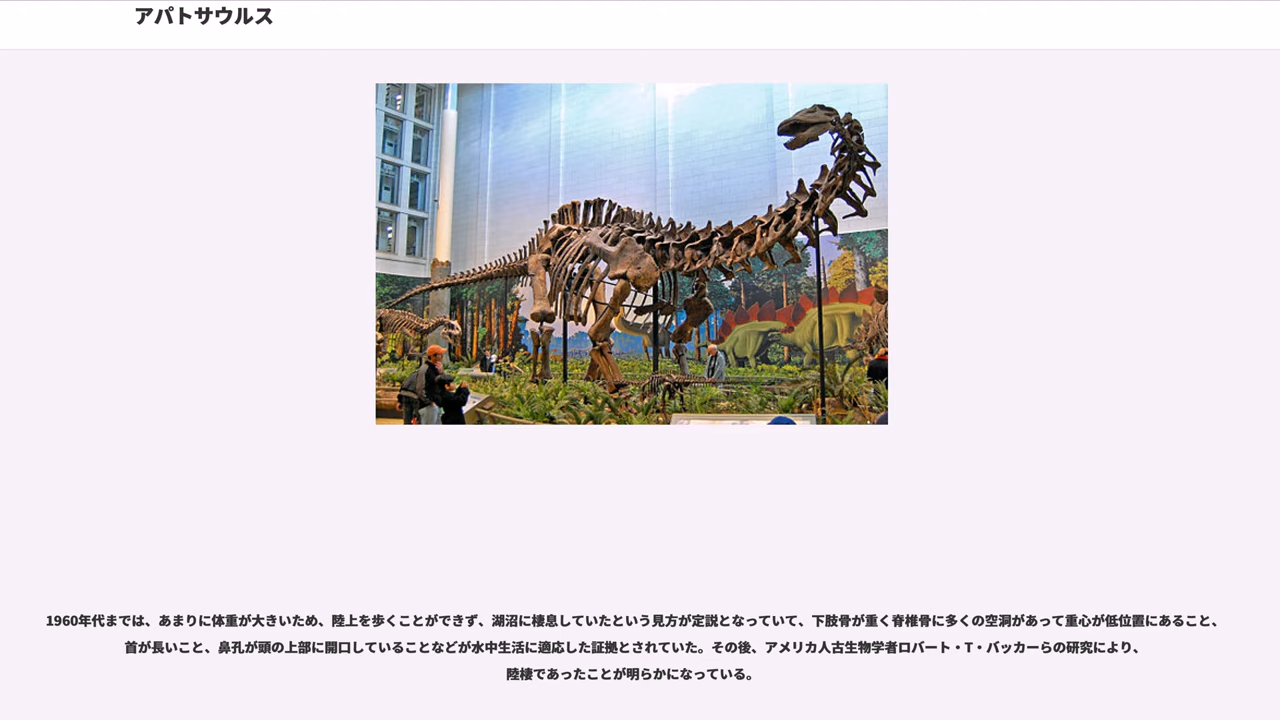 アパトサウルス
1960年代までは、あまりに体重が大きいため、陸上を歩くことができず、湖沼に棲息していたという見方が定説となっていて、下肢骨が重く脊椎骨に多くの空洞があって重心が低位置にあること、
首が長いこと、鼻孔が頭の上部に開口していることなどが水中生活に適応した証拠とされていた。その後、アメリカ人古生物学者ロバート・T・バッカーらの研究により、
陸棲であったことが明らかになっている。